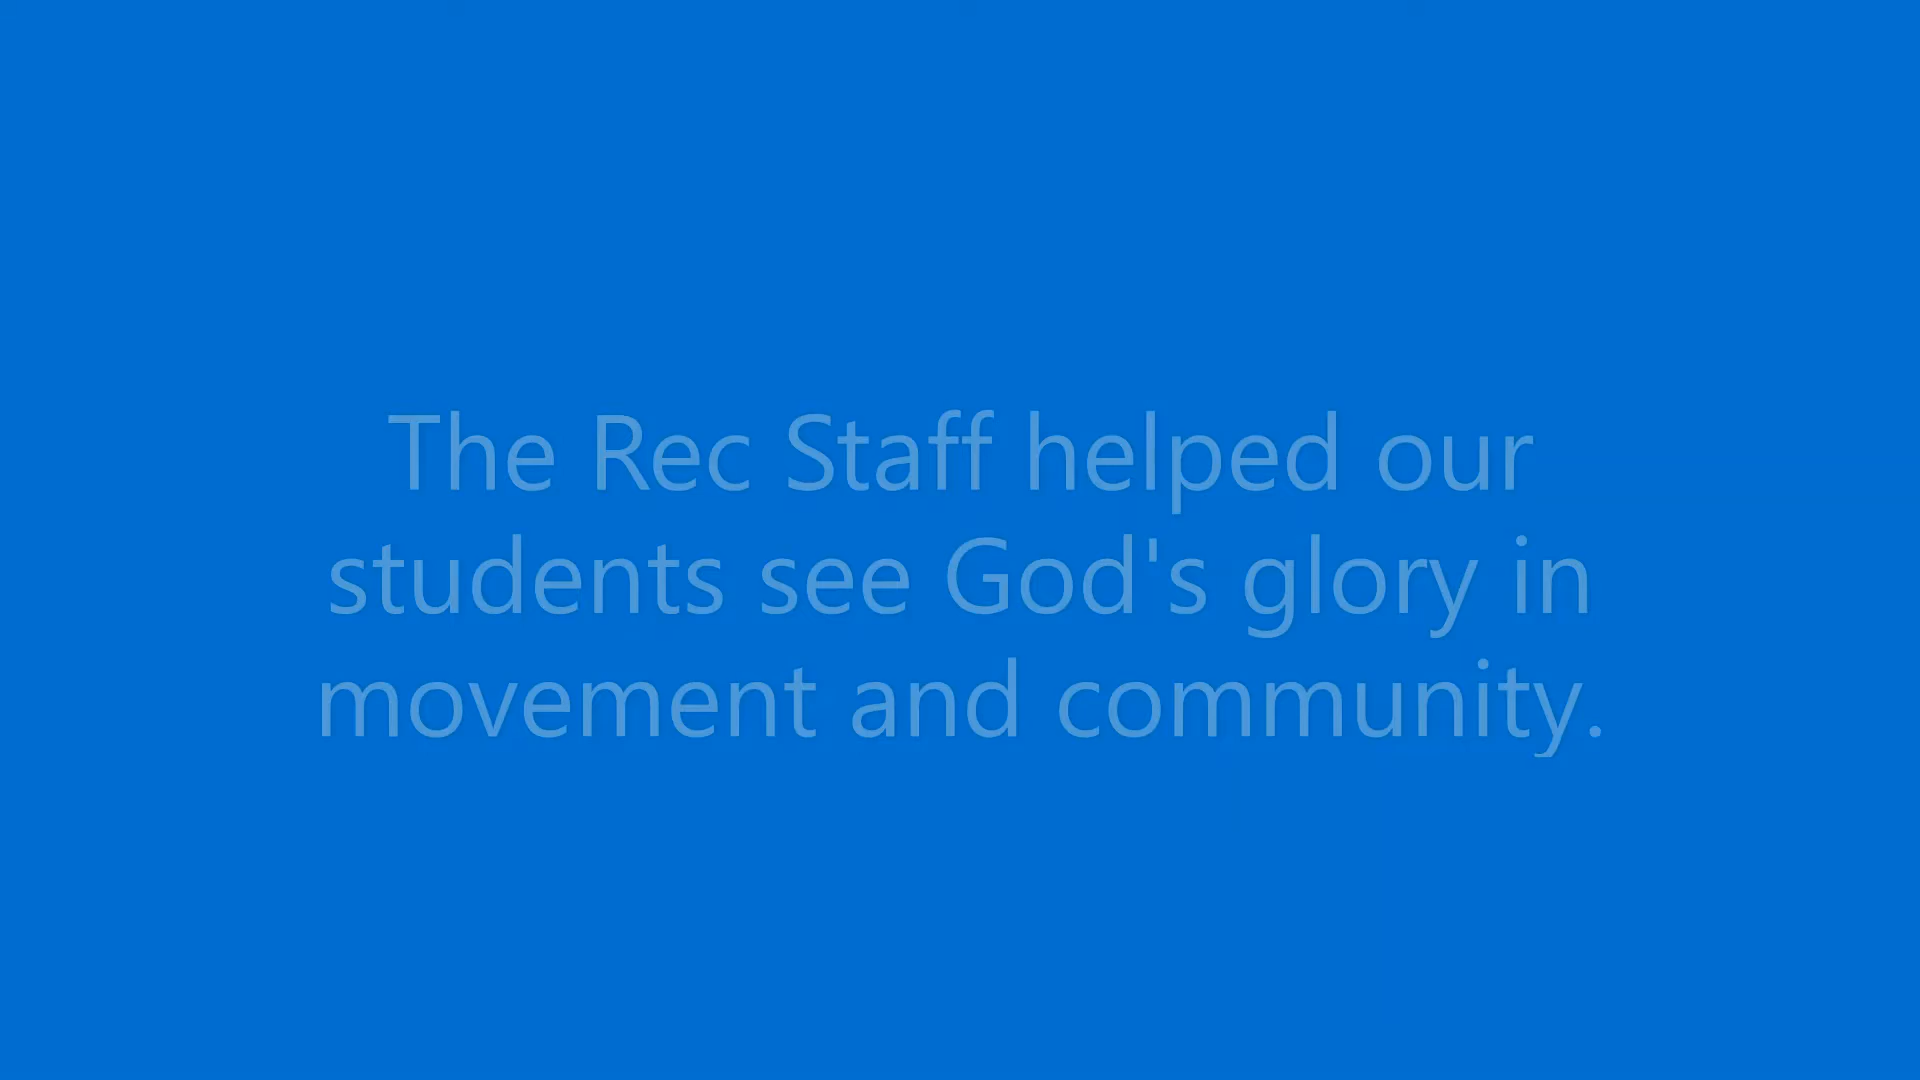 The Rec Staff helped our
students see God's glory in
movement and community.